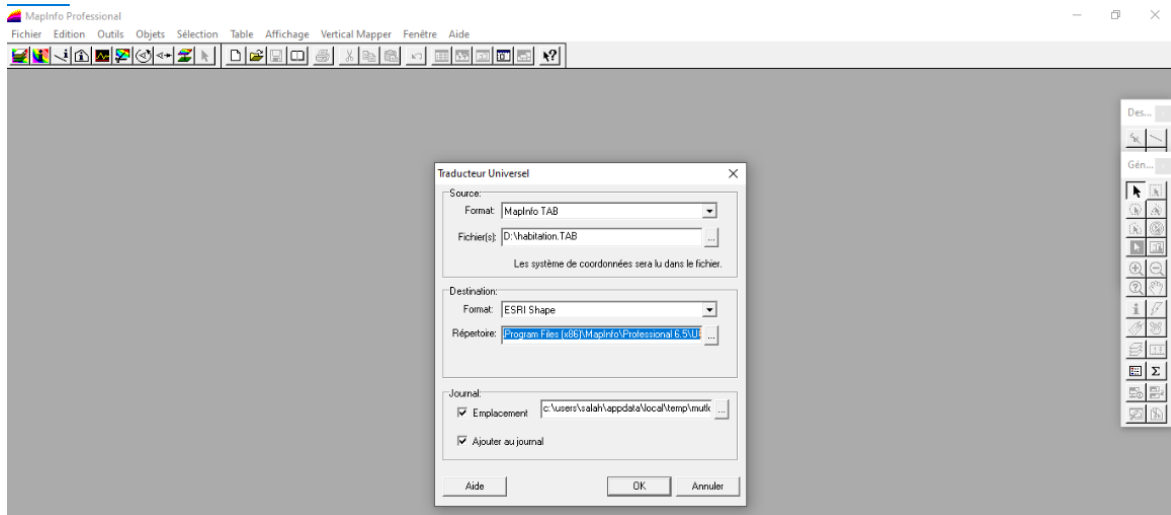 MapInfo Professional
Fichier Edition Outils Objets Sélection Table Affichage Vertical Mapper Fenêtre Aide
Des...
Gén...
Traducteur Universel
Source:
Format: MapInfo TAB
Fichier(s): D:\habitation.TAB
...
Les système de coordonnées sera lu dans le fichier.
Destination:
Format: ESRI Shape
Répertoire: Program Files (x86)\MapInfo\Professional 6.5\U
...
Journal:
Emplacement c:\users\salah\appdata\local\temp\mutl
...
Ajouter au journal
Aide OK Annuler